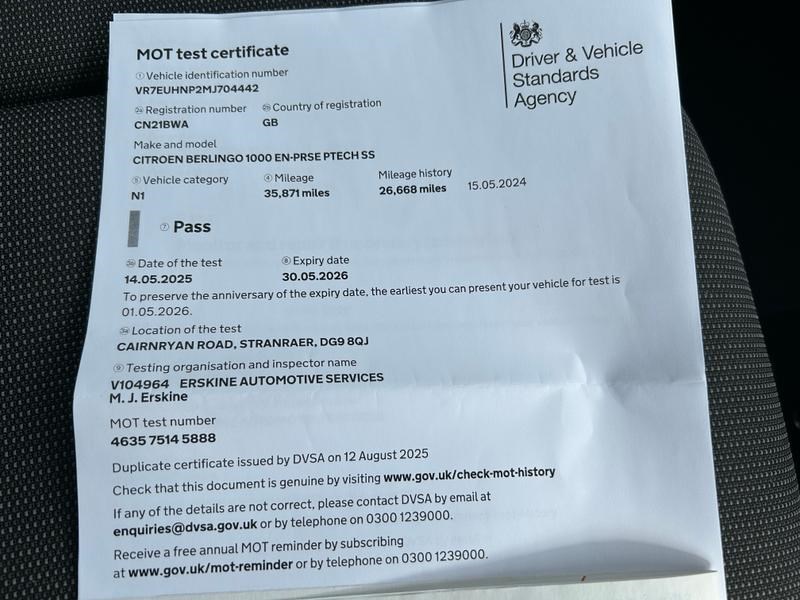 MOT test certificate
① Vehicle identification number
VR7EUHNP2MJ704442
Registration number Country of registration
CN21BWA GB
Make and model
CITROEN BERLINGO 1000 EN-PRSE PTECH SS
⑤ Vehicle category ④ Mileage Mileage history
N1 35,871 miles 26,668 miles 15.05.2024
⑦ Pass
Date of the test ⑧ Expiry date
14.05.2025 30.05.2026
To preserve the anniversary of the expiry date, the earliest you can present your vehicle for test is
01.05.2026.
Location of the test
CAIRNRYAN ROAD, STRANRAER, DG9 8QJ
⑨ Testing organisation and inspector name
V104964 ERSKINE AUTOMOTIVE SERVICES
M. J. Erskine
MOT test number
4635 7514 5888
Duplicate certificate issued by DVSA on 12 August 2025
Check that this document is genuine by visiting www.gov.uk/check-mot-history
If any of the details are not correct, please contact DVSA by email at
enquiries@dvsa.gov.uk or by telephone on 0300 1239000.
Receive a free annual MOT reminder by subscribing
at www.gov.uk/mot-reminder or by telephone on 0300 1239000.
Driver & Vehicle
Standards
Agency